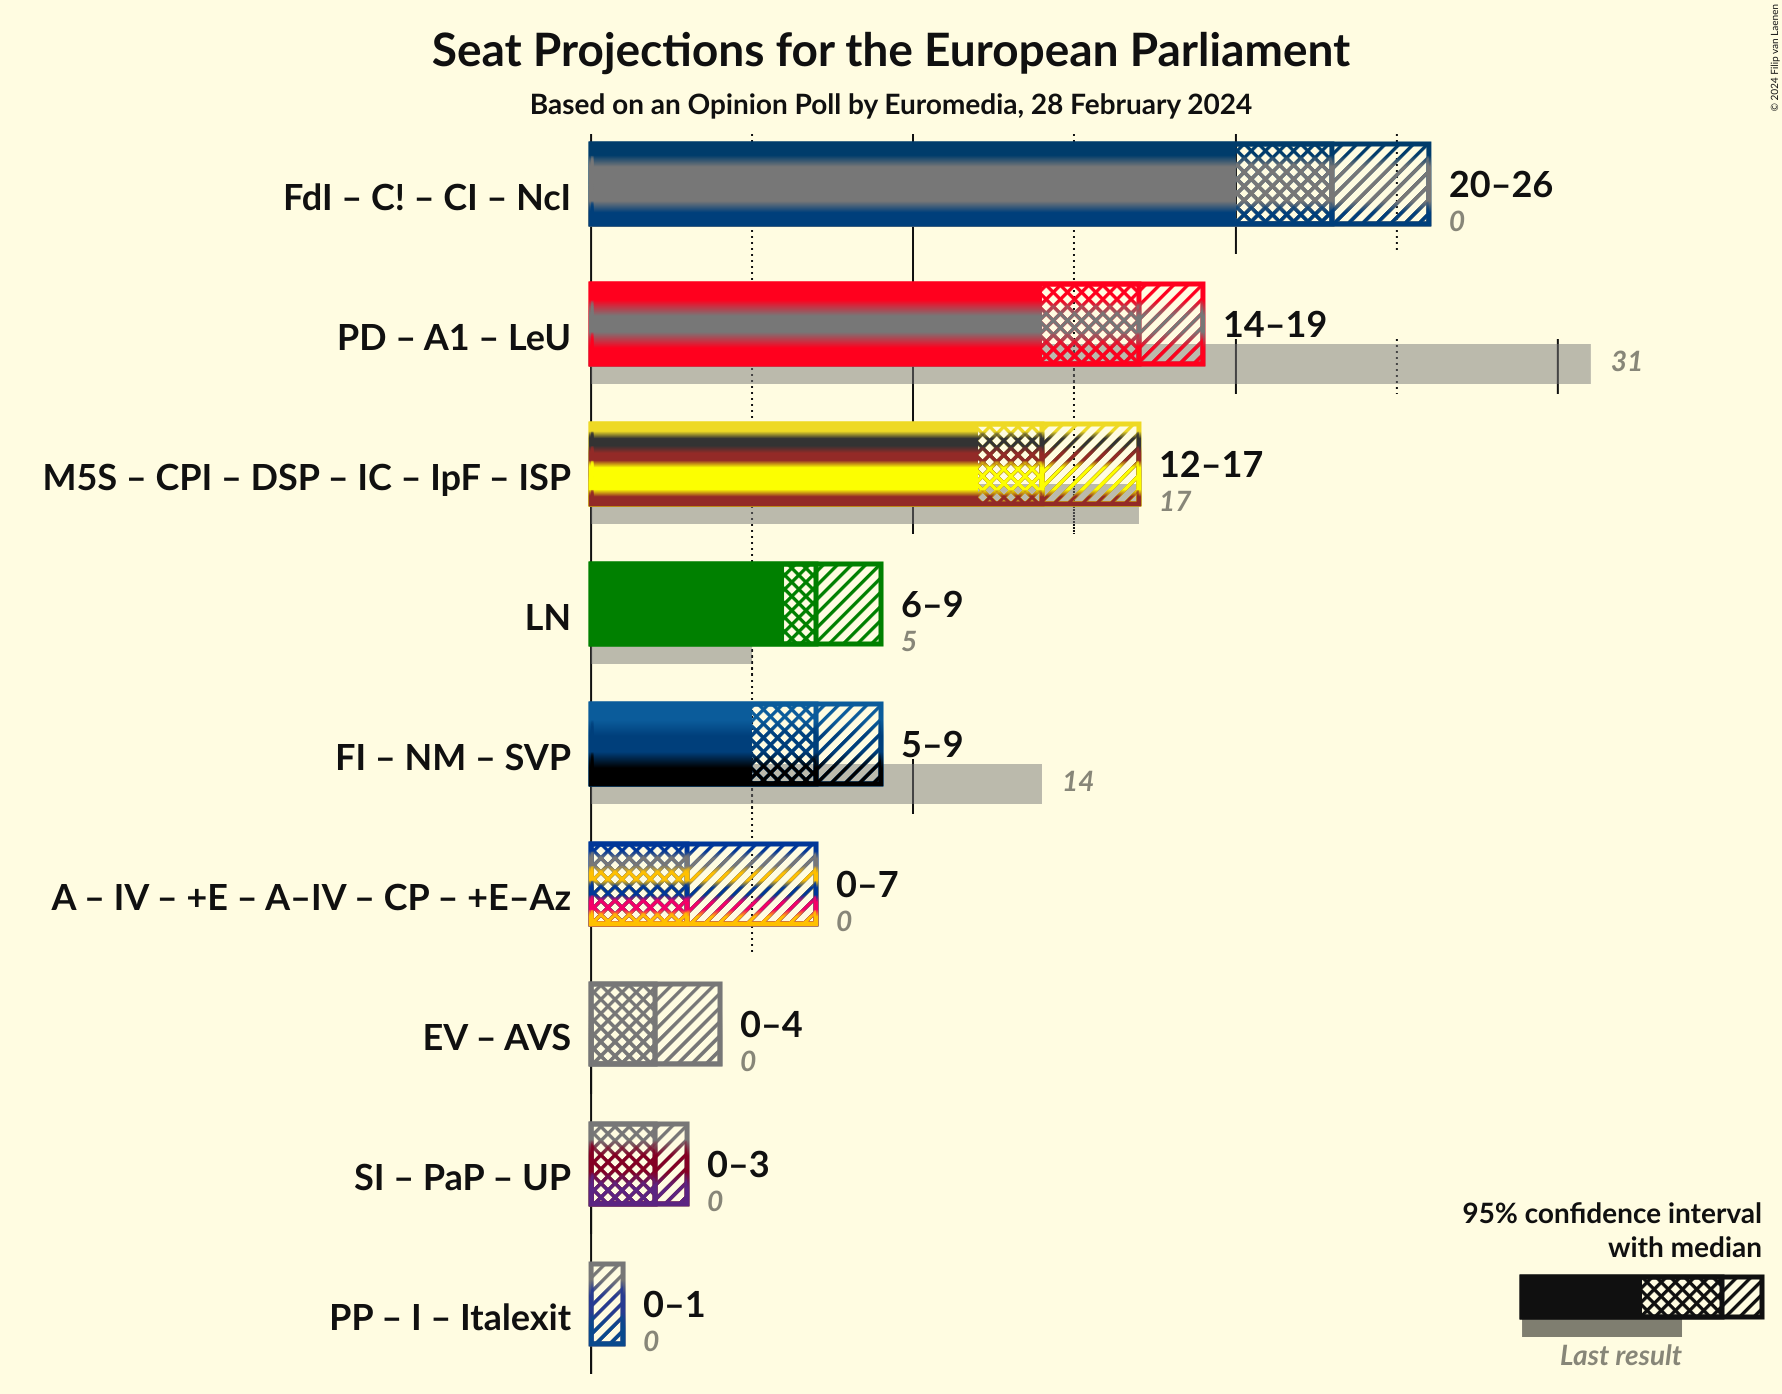 Seat Projections for the European Parliament
Based on an Opinion Poll by Euromedia, 28 February 2024
© 2024 Filip van Laenen
FdI – C! – CI – NcI
20–26
0
PD – A1 – LeU
14–19
31
M5S – CPI – DSP – IC – IpF – ISP
12–17
17
LN
6–9
5
FI – NM – SVP
5–9
14
A – IV – +E – A–IV – CP – +E–Az
0–7
0
EV – AVS
0–4
0
SI – PaP – UP
0–3
0
PP – I – Italexit
0–1
0
95% confidence interval
with median
Last result